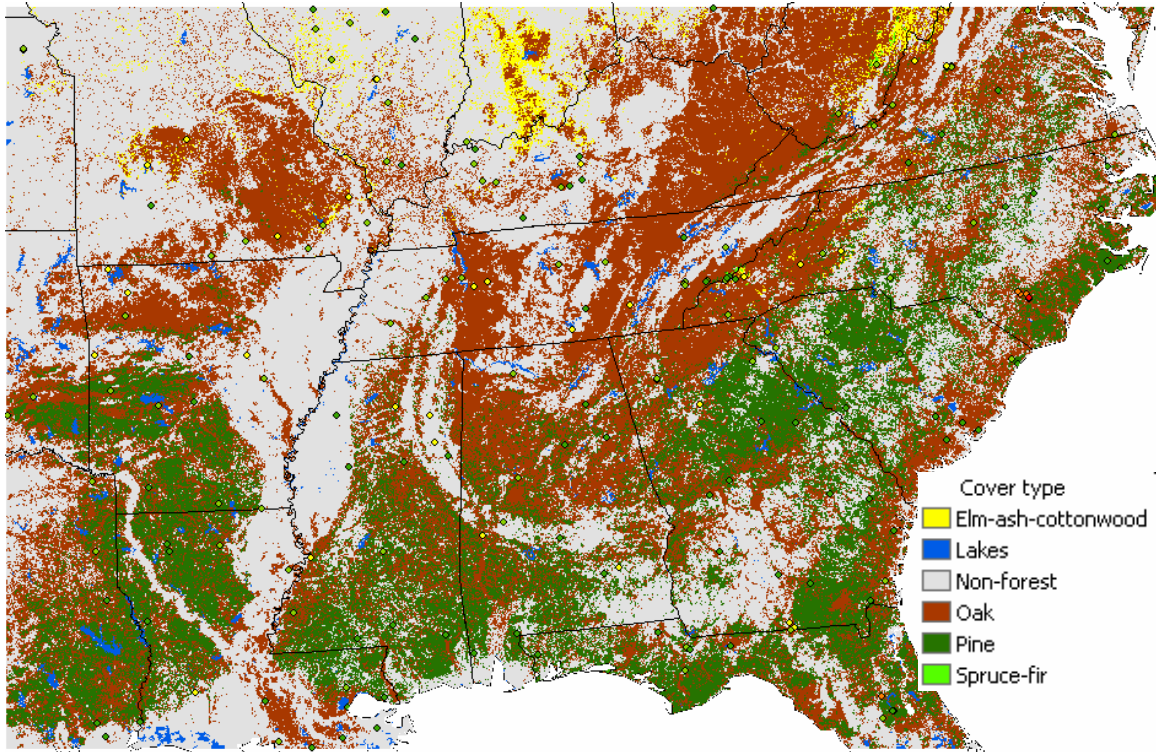 Cover type
Elm-ash-cottonwood
Lakes
Non-forest
Oak
Pine
Spruce-fir